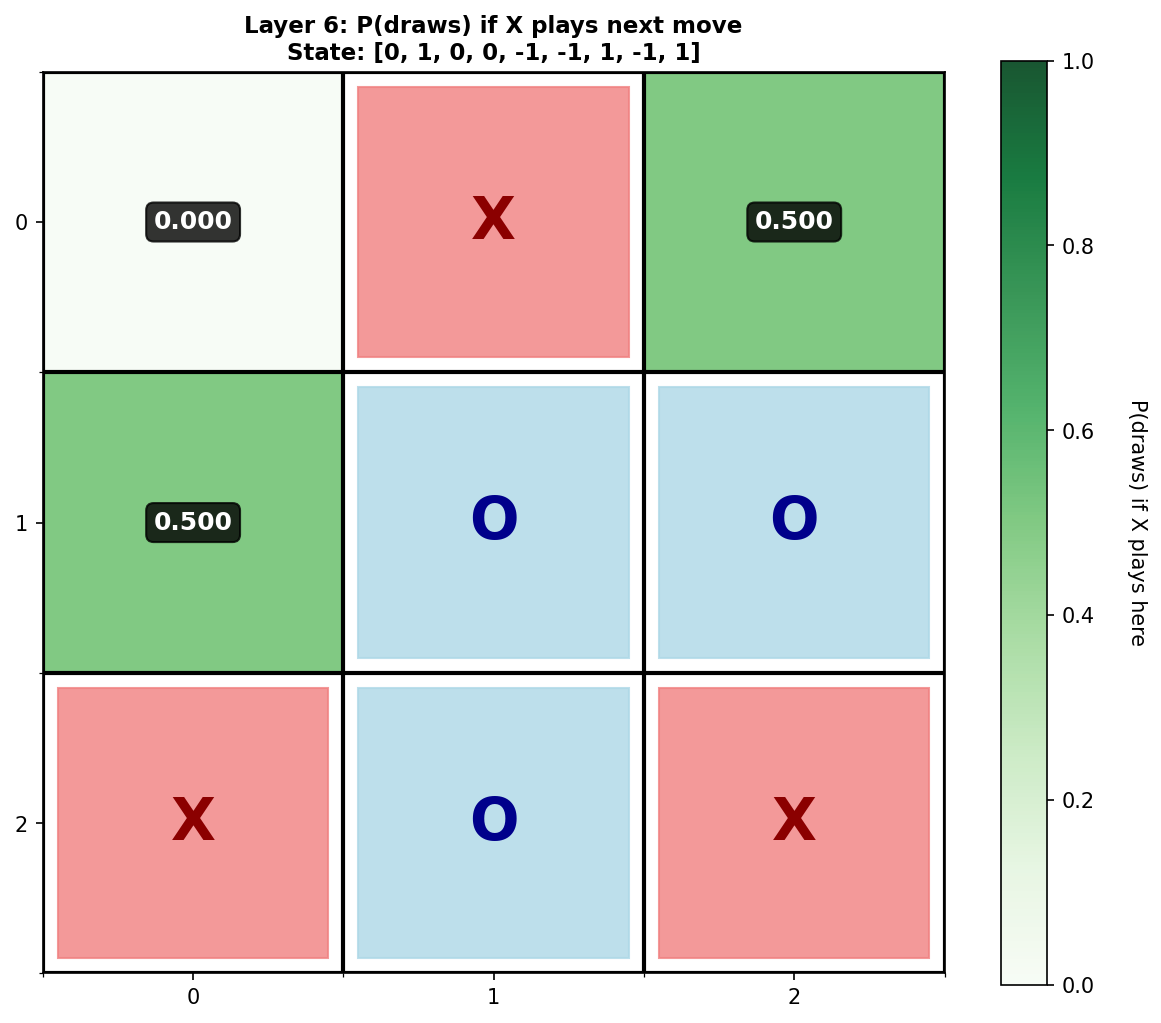 Layer 6: P(draws) if X plays next move
State: [0, 1, 0, 0, -1, -1, 1, -1, 1]
0
0.000
X
0.500
1
0.500
O
O
2
X
O
X
0
1
2
1.0
0.8
0.6
0.4
0.2
0.0
P(draws) if X plays here